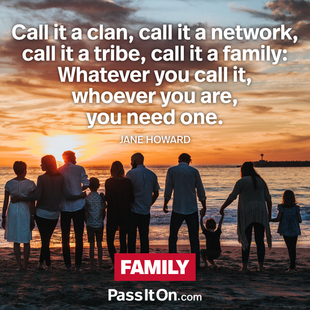 Call it a clan, call it a network,
call it a tribe, call it a family:
Whatever you call it,
whoever you are,
you need one.
JANE HOWARD
FAMILY
PassItOn.com